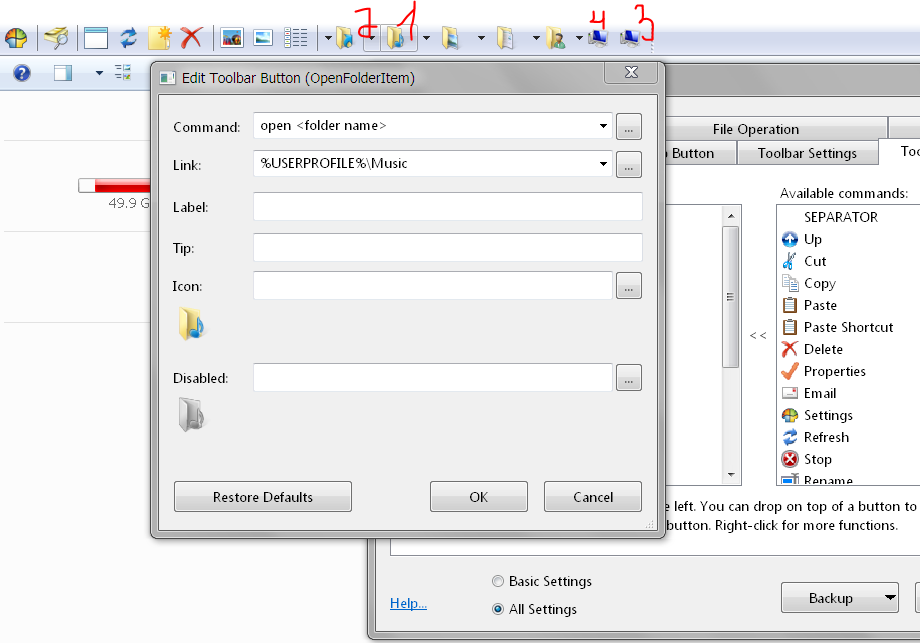 2 1 4 3
Edit Toolbar Button (OpenFolderItem)
Command: open <folder name> ...
Link: %USERPROFILE%\Music ...
Label:
Tip:
Icon: ...
Disabled: ...
Restore Defaults OK Cancel
49.9 G
File Operation
Button Toolbar Settings Too
Available commands:
SEPARATOR
Up
Cut
Copy
Paste
<< Paste Shortcut
Delete
Properties
Email
Settings
Refresh
Stop
Rename
e left. You can drop on top of a button to
button. Right-click for more functions.
Basic Settings
Help... All Settings Backup